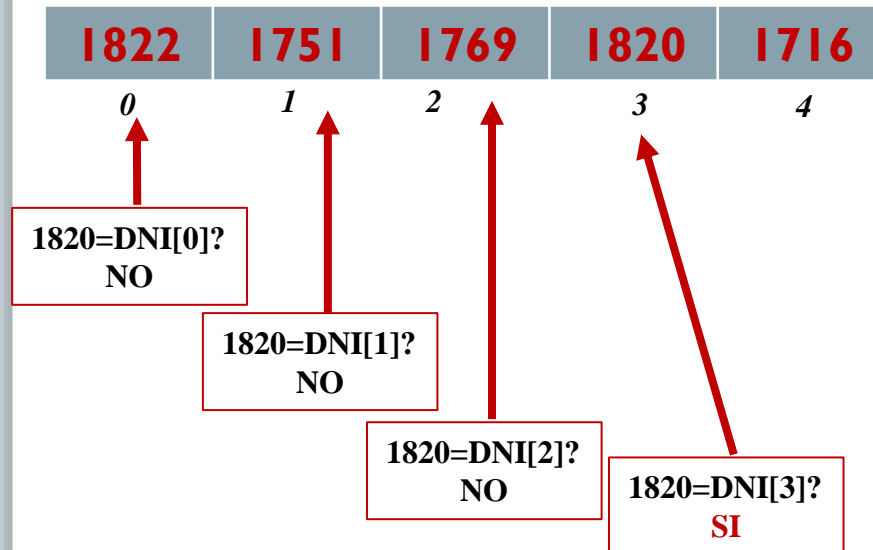 1822 1751 1769 1820 1716
0 1 2 3 4
1820=DNI[0]?
NO
1820=DNI[1]?
NO
1820=DNI[2]?
NO
1820=DNI[3]?
SI